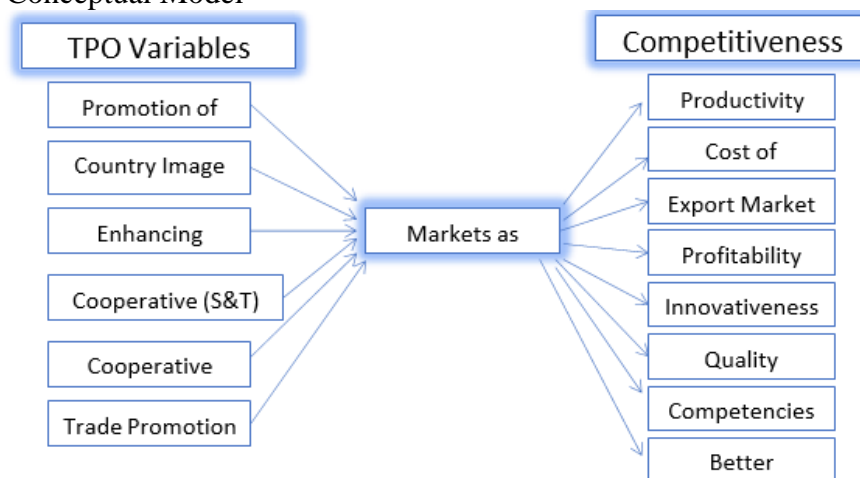 Conceptual Model
TPO Variables
Promotion of
Country Image
Enhancing
Cooperative (S&T)
Cooperative
Trade Promotion
Markets as
Competitiveness
Productivity
Cost of
Export Market
Profitability
Innovativeness
Quality
Competencies
Better